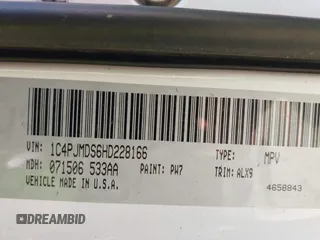 VIN: 1C4PJMDS6HD228166 TYPE: MPV
MDH: 071506 533AA PAINT: PW7 TRIM: ALX9
VEHICLE MADE IN U.S.A. 4658843
DREAMBID